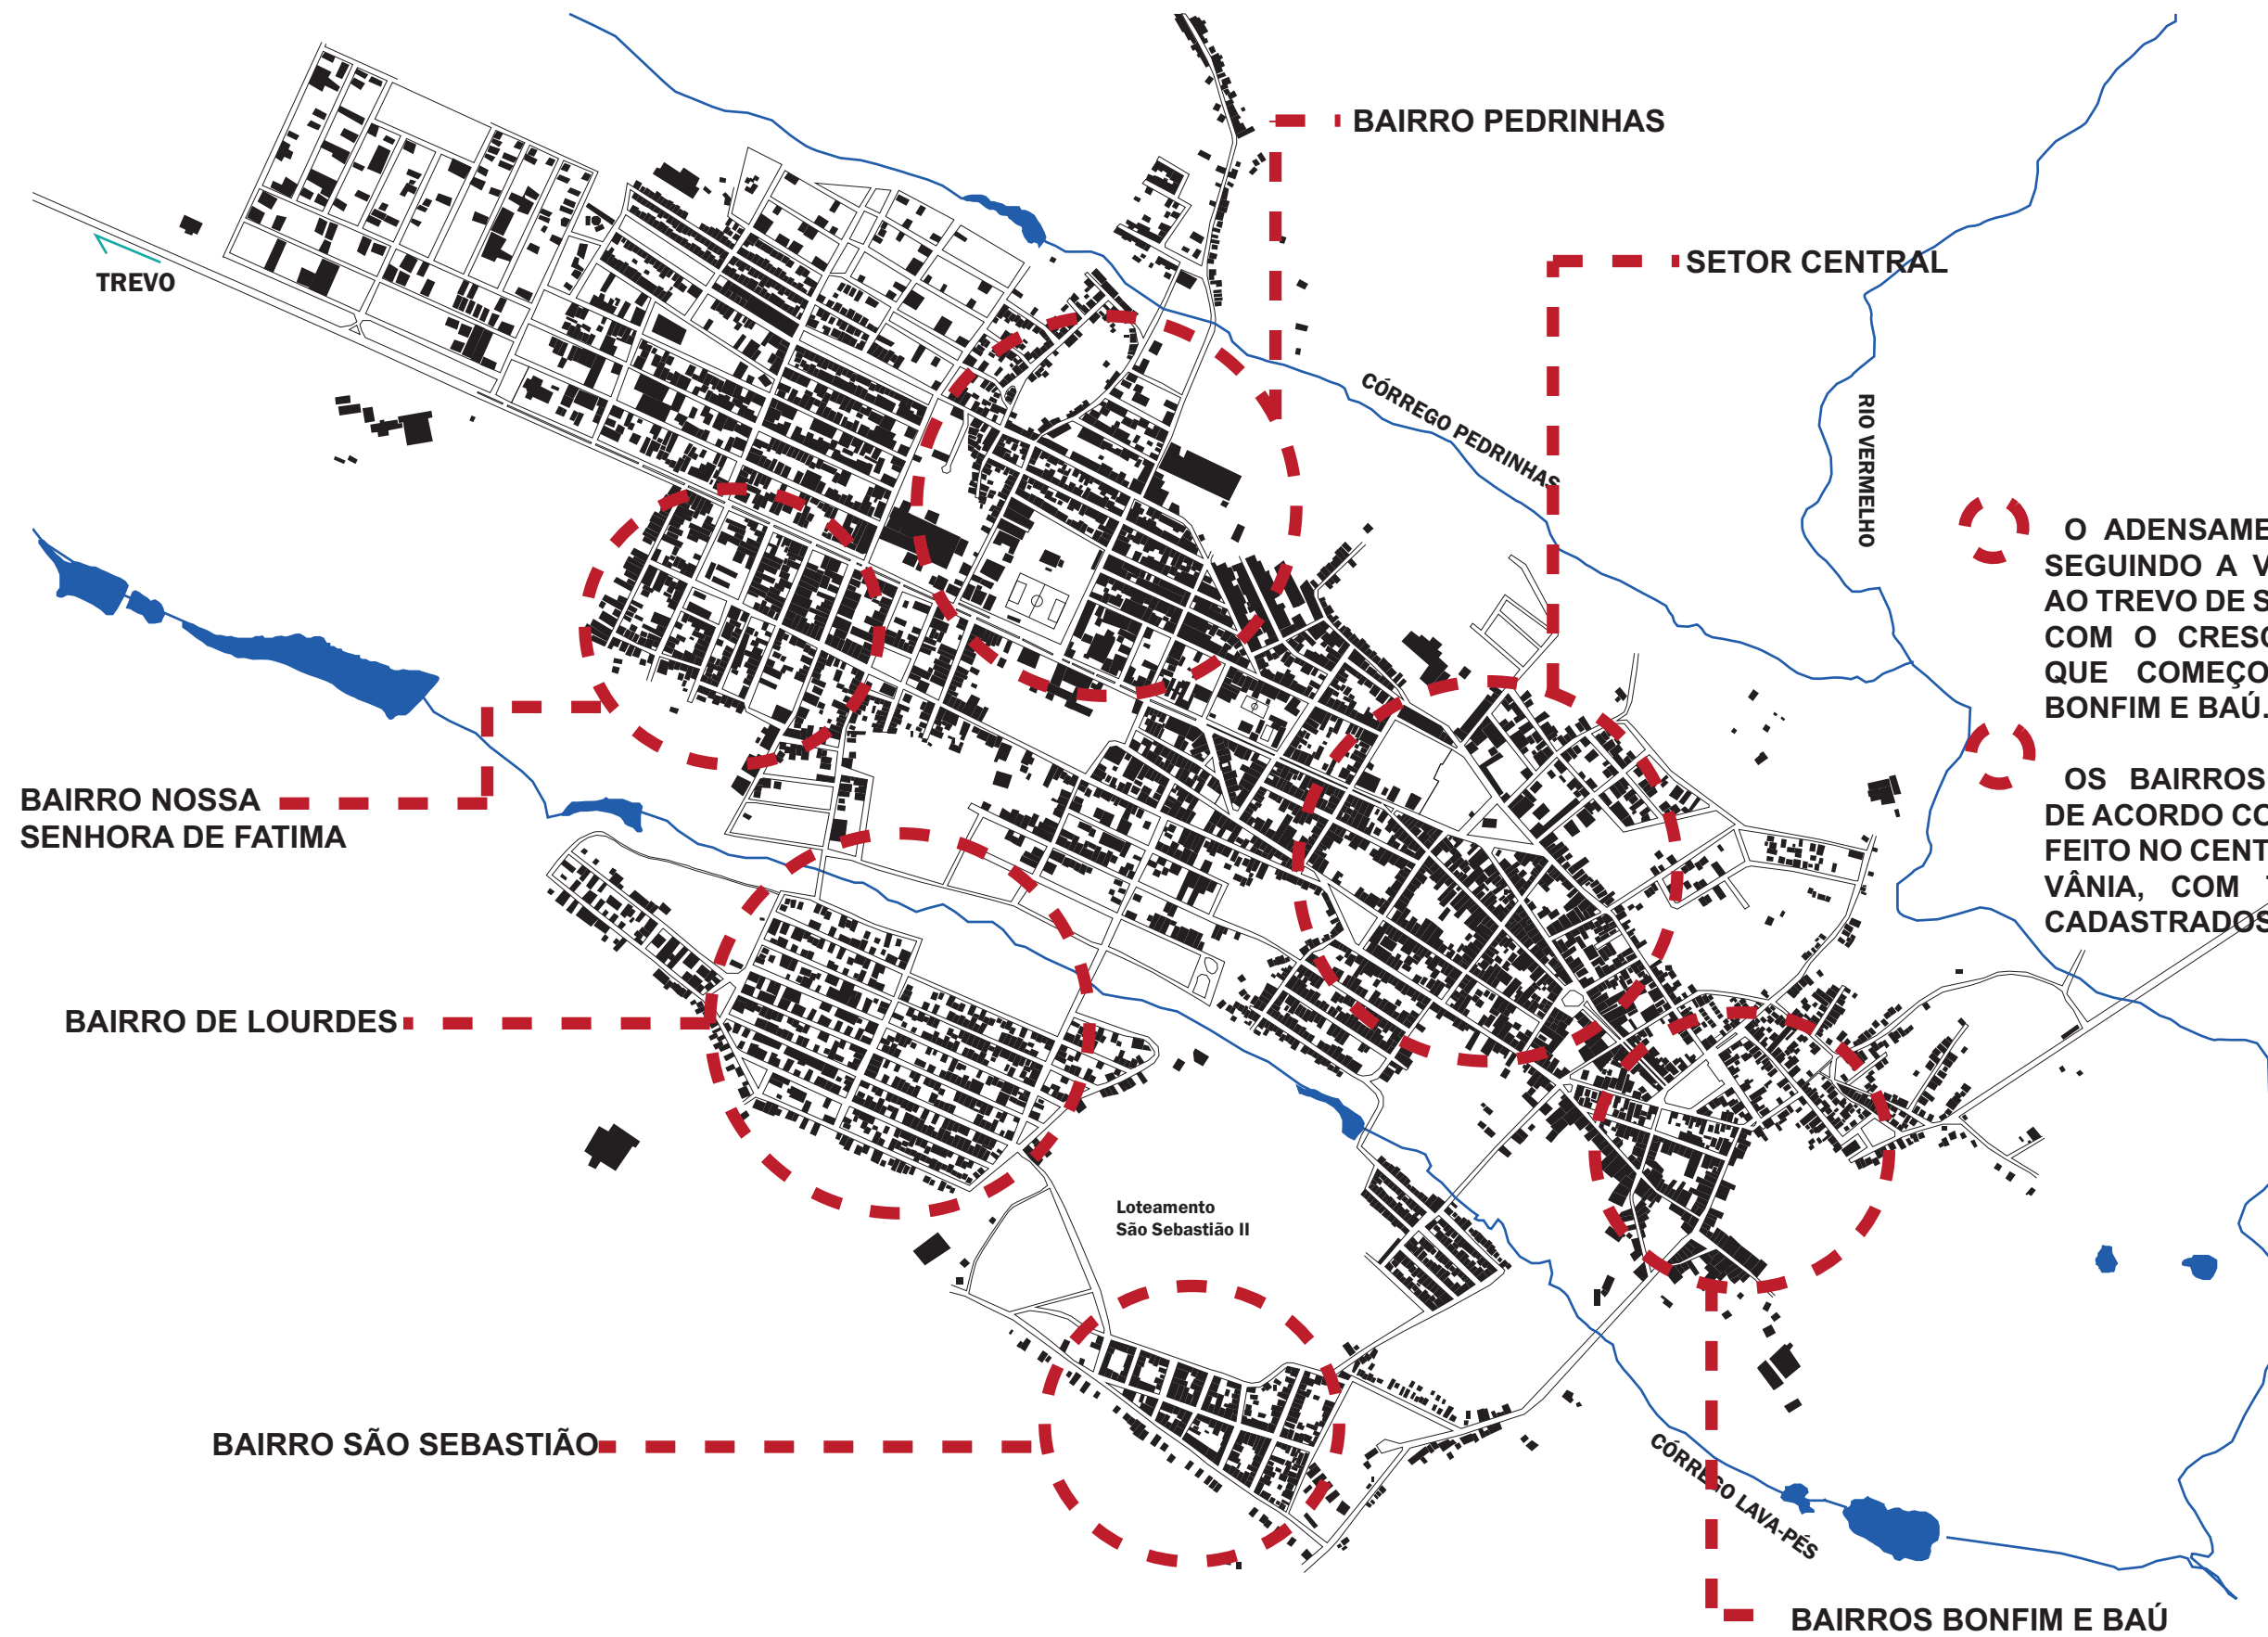 BAIRRO PEDRINHAS
SETOR CENTRAL
TREVO
CÓRREGO PEDRINHAS
RIO VERMELHO
O ADENSAME
SEGUINDO A V
AO TREVO DE S
COM O CRESC
QUE COMEÇO
BONFIM E BAÚ.
OS BAIRROS
DE ACORDO CO
FEITO NO CENT
VÂNIA, COM T
CADASTRADOS
BAIRRO NOSSA
SENHORA DE FATIMA
BAIRRO DE LOURDES
Loteamento
São Sebastião II
BAIRRO SÃO SEBASTIÃO
CÓRREGO LAVA-PÉS
BAIRROS BONFIM E BAÚ